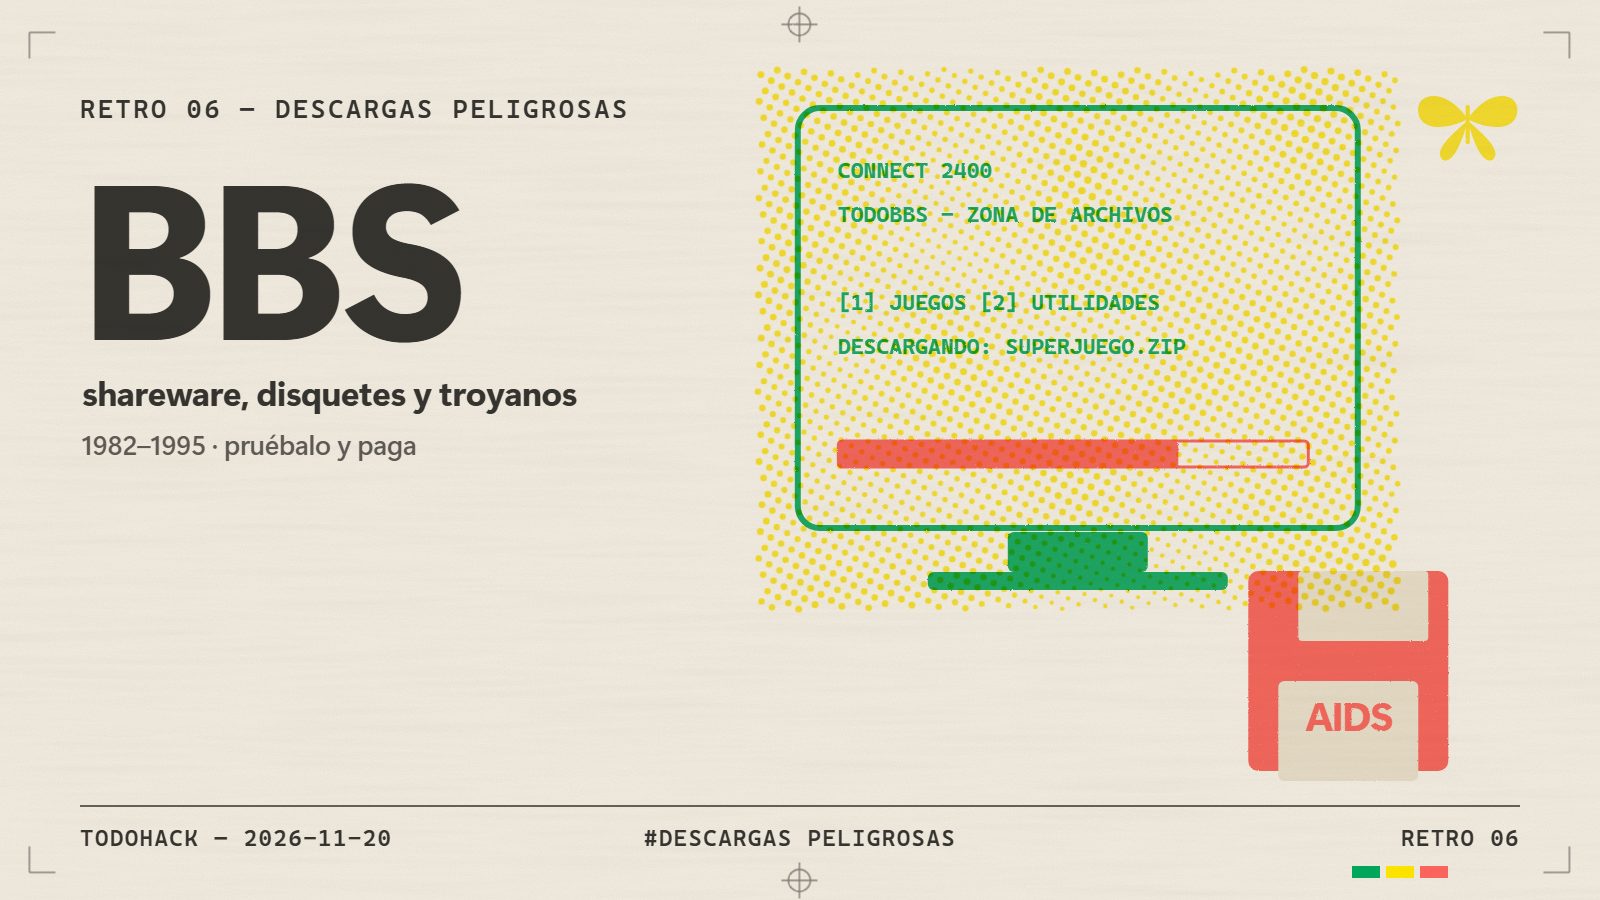 RETRO 06 — DESCARGAS PELIGROSAS
BBS
shareware, disquetes y troyanos
1982–1995 · pruébalo y paga
CONNECT 2400
TODOBBS — ZONA DE ARCHIVOS
[1] JUEGOS [2] UTILIDADES
DESCARGANDO: SUPERJUEGO.ZIP
AIDS
TODOHACK — 2026-11-20
#DESCARGAS PELIGROSAS
RETRO 06